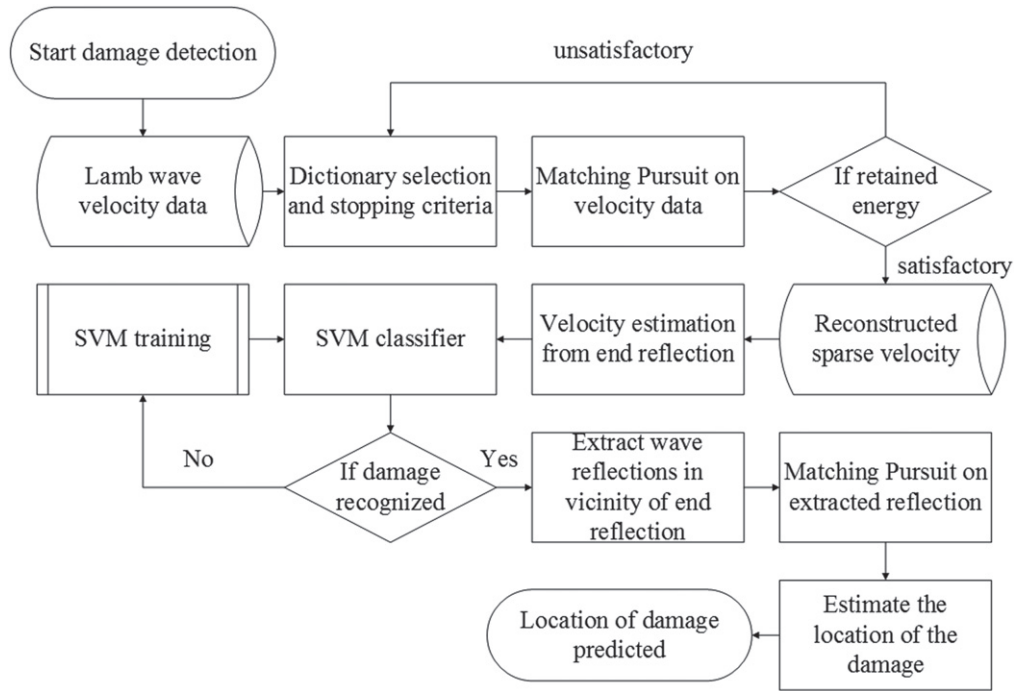 Start damage detection
unsatisfactory
Lamb wave
velocity data
Dictionary selection
and stopping criteria
Matching Pursuit on
velocity data
If retained
energy
satisfactory
SVM training
SVM classifier
Velocity estimation
from end reflection
Reconstructed
sparse velocity
No
If damage
recognized
Yes
Extract wave
reflections in
vicinity of end
reflection
Matching Pursuit on
extracted reflection
Location of damage
predicted
Estimate the
location of the
damage